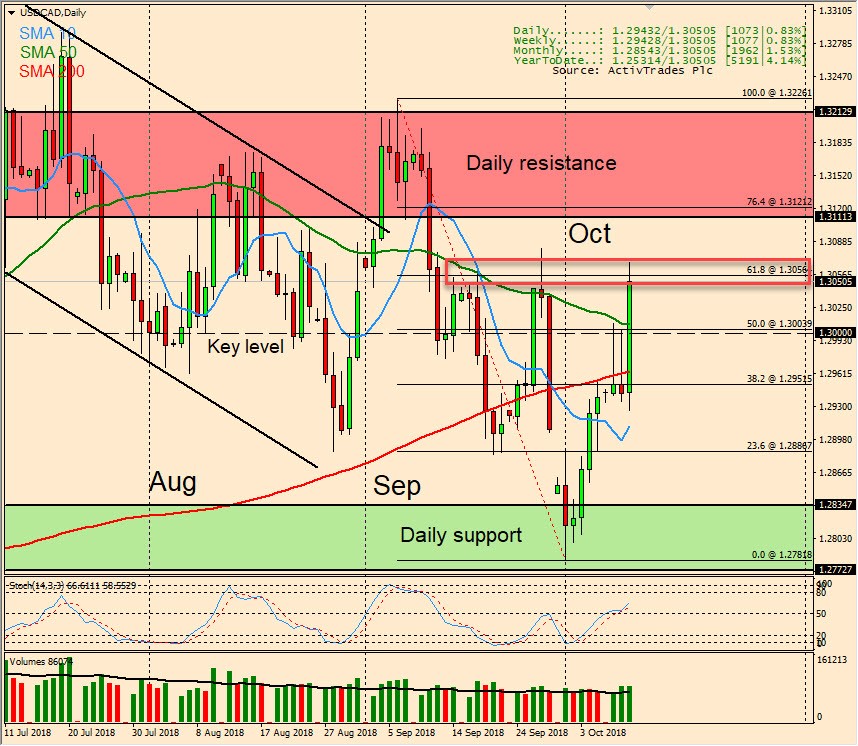 USDCAD,Daily
SMA 10
SMA 50
SMA 200
Daily......: 1.29432/1.30505 [1073|0.83%]
Weekly.....: 1.29428/1.30505 [1077|0.83%]
Monthly....: 1.28543/1.30505 [1962|1.53%]
YearToDate..: 1.25314/1.30505 [5191|4.14%]
Source: ActivTrades Plc
1.33105
1.32785
1.32470
100.0 @ 1.32261
1.32129
1.31835
Daily resistance
1.31520
76.4 @ 1.31212
1.31200
1.31113
Oct
1.30885
61.8 @ 1.3056
1.30505
1.30250
50.0 @ 1.30039
1.30000
Key level
1.29930
1.29615
38.2 @ 1.29515
1.29300
1.28980
23.6 @ 1.28867
1.28665
Aug
Sep
1.28347
Daily support
1.28030
0.0 @ 1.27818
1.27727
Stoch(14,3,3) 66.6111 58.5529
100
80
50
20
Volumes 86074
161213
0
11 Jul 2018
20 Jul 2018
30 Jul 2018
8 Aug 2018
17 Aug 2018
27 Aug 2018
5 Sep 2018
14 Sep 2018
24 Sep 2018
3 Oct 2018